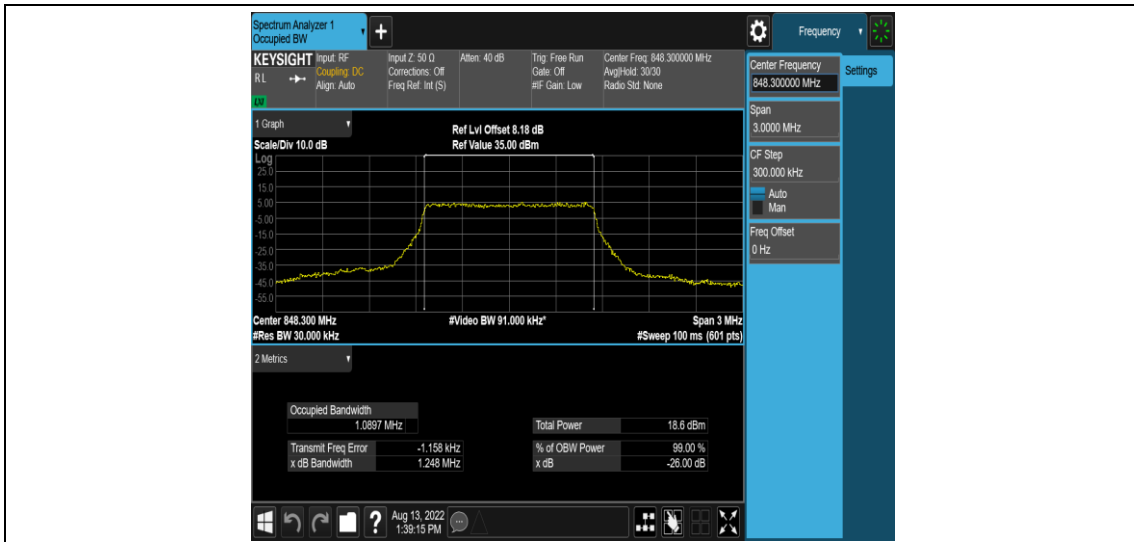 Spectrum Analyzer 1
Occupied BW
+
Frequency
KEYSIGHT
RL
LM
Input: RF
Coupling: DC
Align: Auto
Input Z: 50 Ω
Corrections: Off
Freq Ref: Int (S)
Atten: 40 dB
Trig: Free Run
Gate: Off
#IF Gain: Low
Center Freq: 848.300000 MHz
Avg|Hold: 30/30
Radio Std: None
Center Frequency
848.300000 MHz
Settings
Span
3.0000 MHz
CF Step
300.000 kHz
Auto
Man
Freq Offset
0 Hz
1 Graph
Scale/Div 10.0 dB
Ref Lvl Offset 8.18 dB
Ref Value 35.00 dBm
Log
25.0
15.0
5.00
-5.00
-15.0
-25.0
-35.0
-45.0
-55.0
Center 848.300 MHz
#Res BW 30.000 kHz
#Video BW 91.000 kHz*
Span 3 MHz
#Sweep 100 ms (601 pts)
2 Metrics
Occupied Bandwidth
1.0897 MHz
Total Power 18.6 dBm
Transmit Freq Error -1.158 kHz
% of OBW Power 99.00 %
x dB Bandwidth 1.248 MHz
x dB -26.00 dB
?
Aug 13, 2022
1:39:15 PM